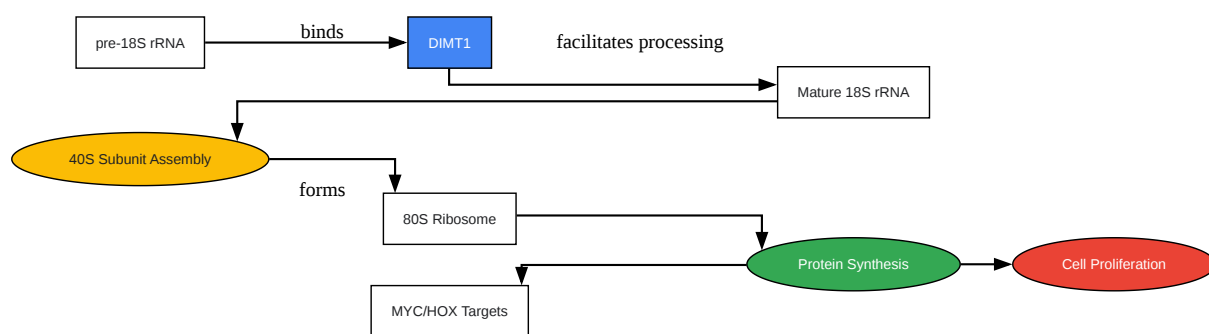 pre-18S rRNA
binds
DIMT1
facilitates processing
Mature 18S rRNA
40S Subunit Assembly
forms
80S Ribosome
Protein Synthesis
Cell Proliferation
MYC/HOX Targets